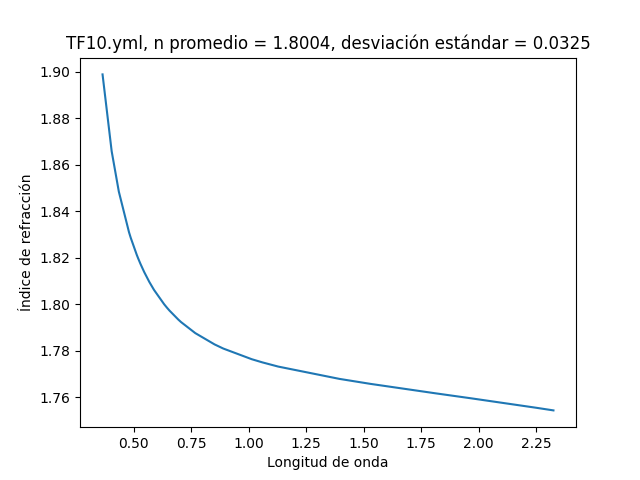 TF10.yml, n promedio = 1.8004, desviación estándar = 0.0325
1.90
1.88
1.86
1.84
1.82
1.80
1.78
1.76
Índice de refracción
0.50 0.75 1.00 1.25 1.50 1.75 2.00 2.25
Longitud de onda